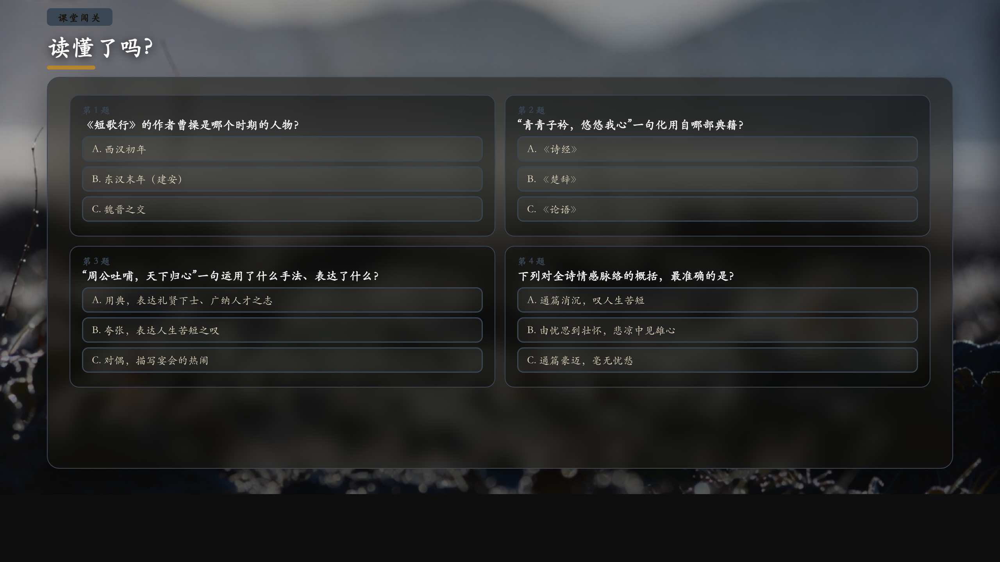 课堂闯关
读懂了吗?
第 1 题
《短歌行》的作者曹操是哪个时期的人物?
A. 西汉初年
B. 东汉末年（建安）
C. 魏晋之交
第 2 题
“青青子衿，悠悠我心”一句化用自哪部典籍?
A. 《诗经》
B. 《楚辞》
C. 《论语》
第 3 题
“周公吐哺，天下归心”一句运用了什么手法、表达了什么?
A. 用典，表达礼贤下士、广纳人才之志
B. 夸张，表达人生苦短之叹
C. 对偶，描写宴会的热闹
第 4 题
下列对全诗情感脉络的概括，最准确的是?
A. 通篇消沉，叹人生苦短
B. 由忧思到壮怀，悲凉中见雄心
C. 通篇豪迈，毫无忧愁